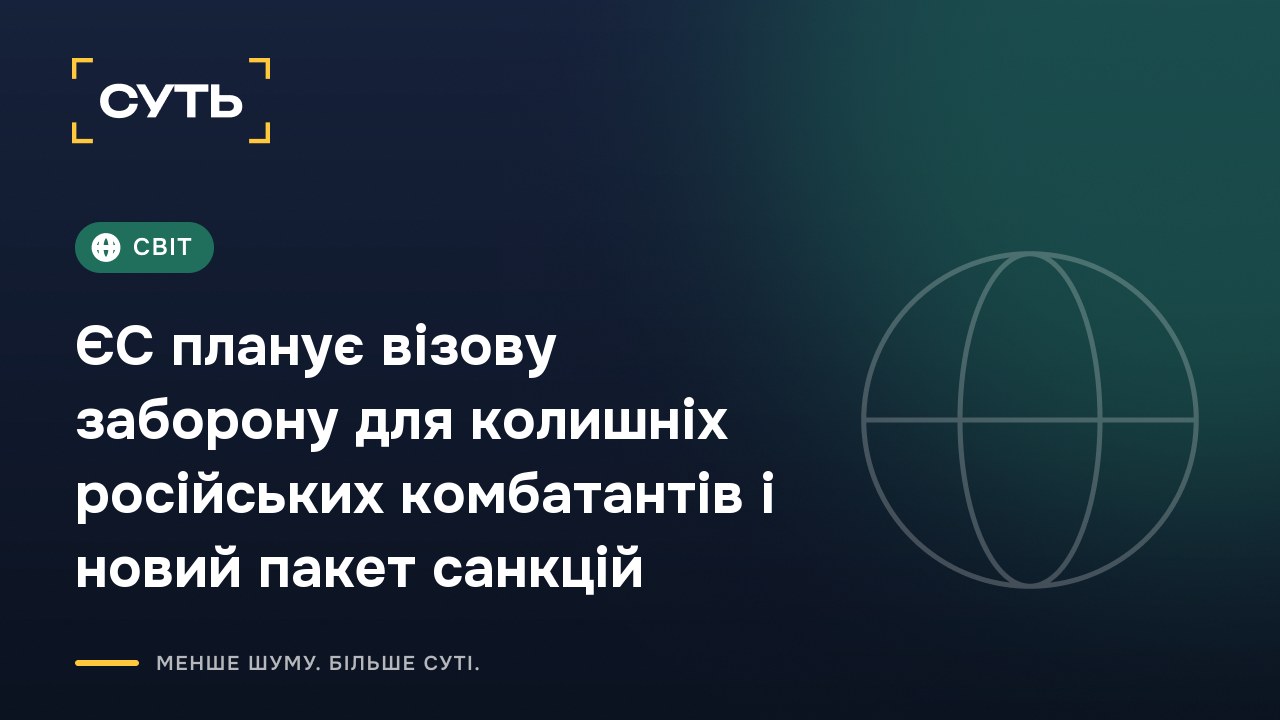 СУТЬ
СВІТ
ЄС планує візову
заборону для колишніх
російських комбатантів і
новий пакет санкцій
МЕНШЕ ШУМУ. БІЛЬШЕ СУТІ.